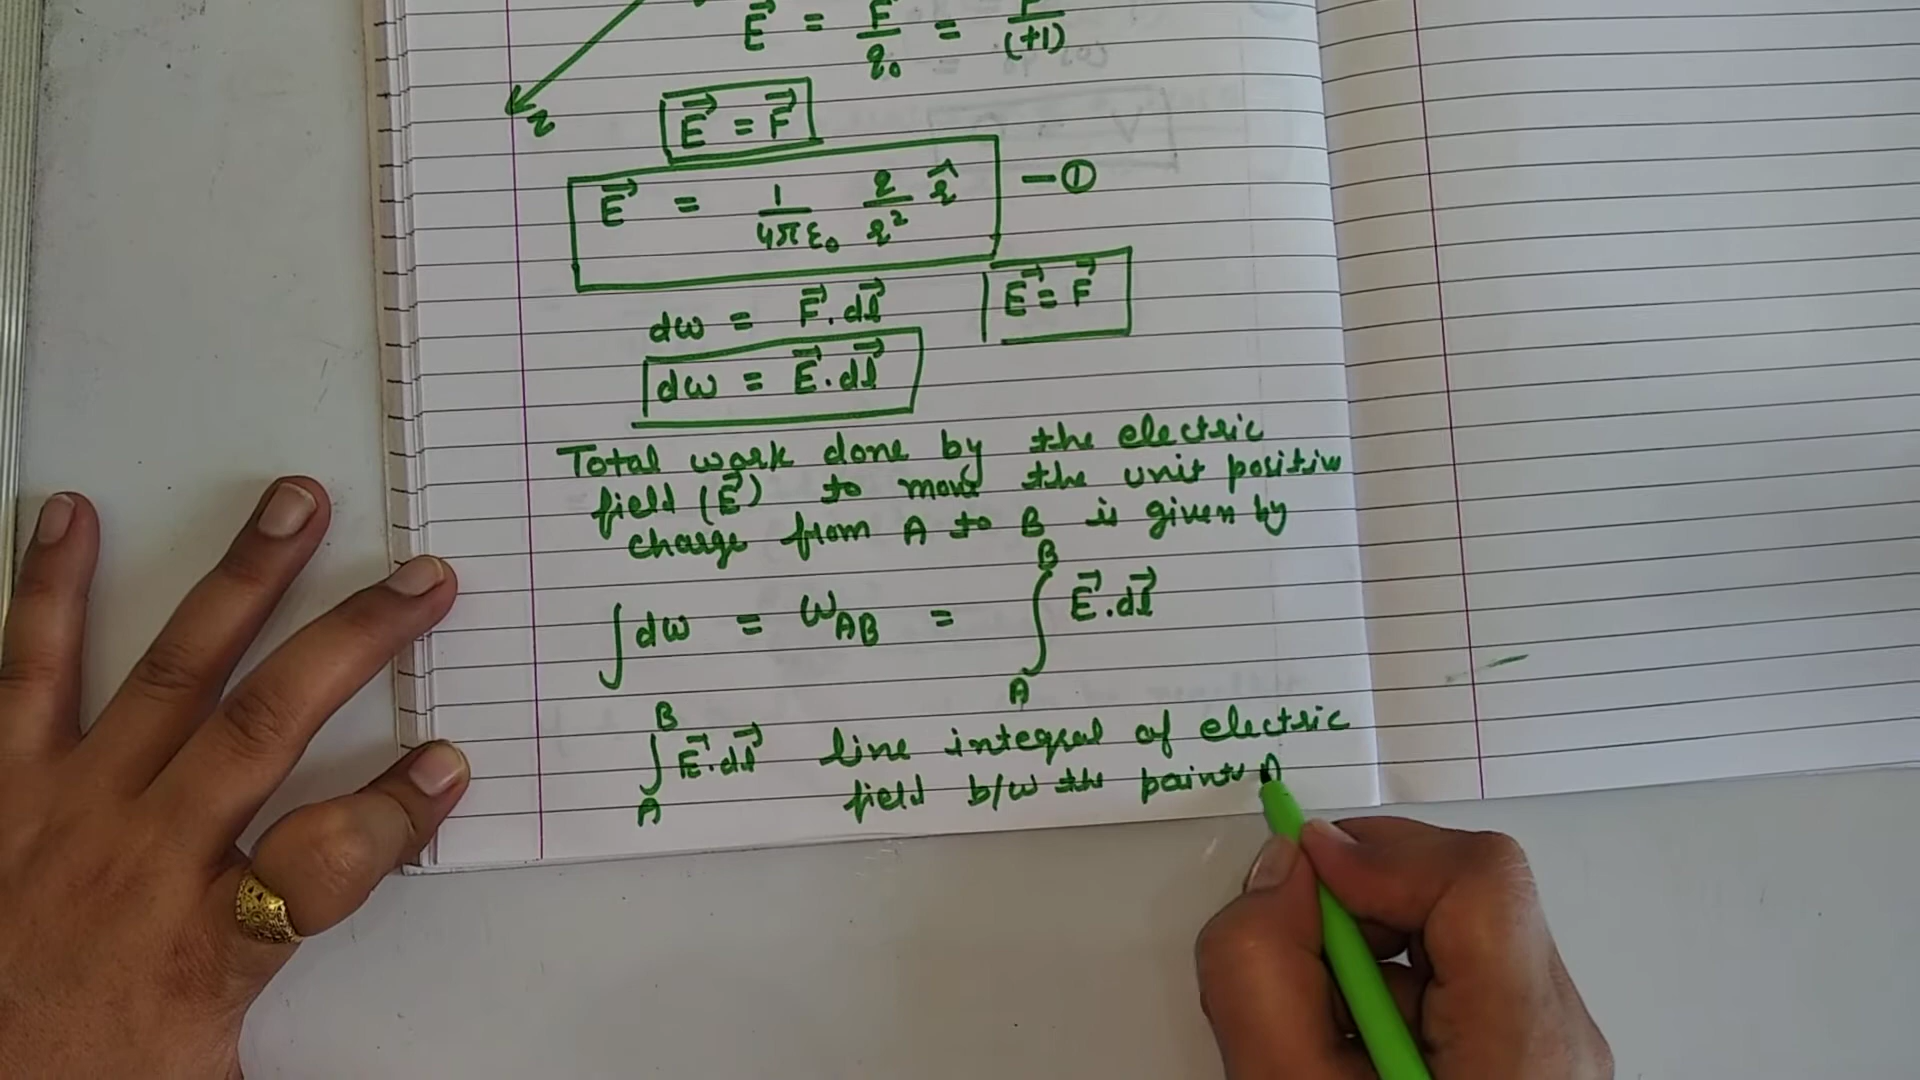 E⃗ = F⃗/q₀ = F⃗/(+1)
r
E⃗ = F⃗
E⃗ = 1/4πε₀ q/r² r̂ —①
dw = F⃗.dl⃗ E⃗ = F⃗
dw = E⃗.dl⃗
Total work done by the electric
field (E⃗) to move the unit positive
charge from A to B is given by
∫dw = W_AB = ∫_A^B E⃗.dl⃗
∫_A^B E⃗.dl⃗ line integral of electric
field b/w the points A